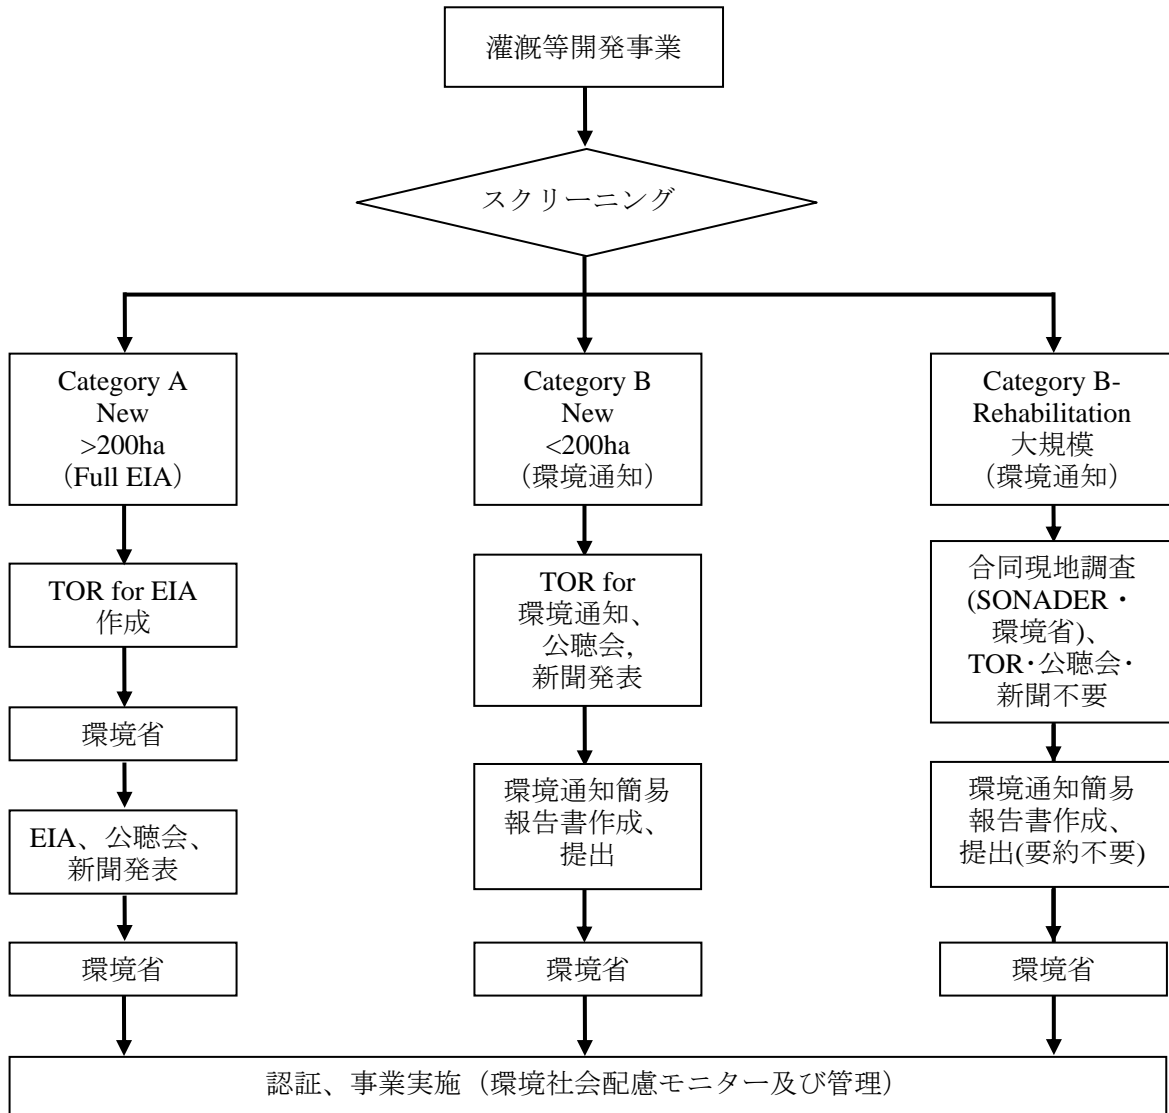 灌漑等開発事業
スクリーニング
Category A
New
>200ha
（Full EIA）
Category B
New
<200ha
（環境通知）
Category B-
Rehabilitation
大規模
（環境通知）
TOR for EIA
作成
TOR for
環境通知、
公聴会,
新聞発表
合同現地調査
(SONADER・
環境省)、
TOR･公聴会･
新聞不要
環境省
環境通知簡易
報告書作成、
提出
環境通知簡易
報告書作成、
提出(要約不要)
EIA、公聴会、
新聞発表
環境省
環境省
環境省
認証、事業実施（環境社会配慮モニター及び管理）